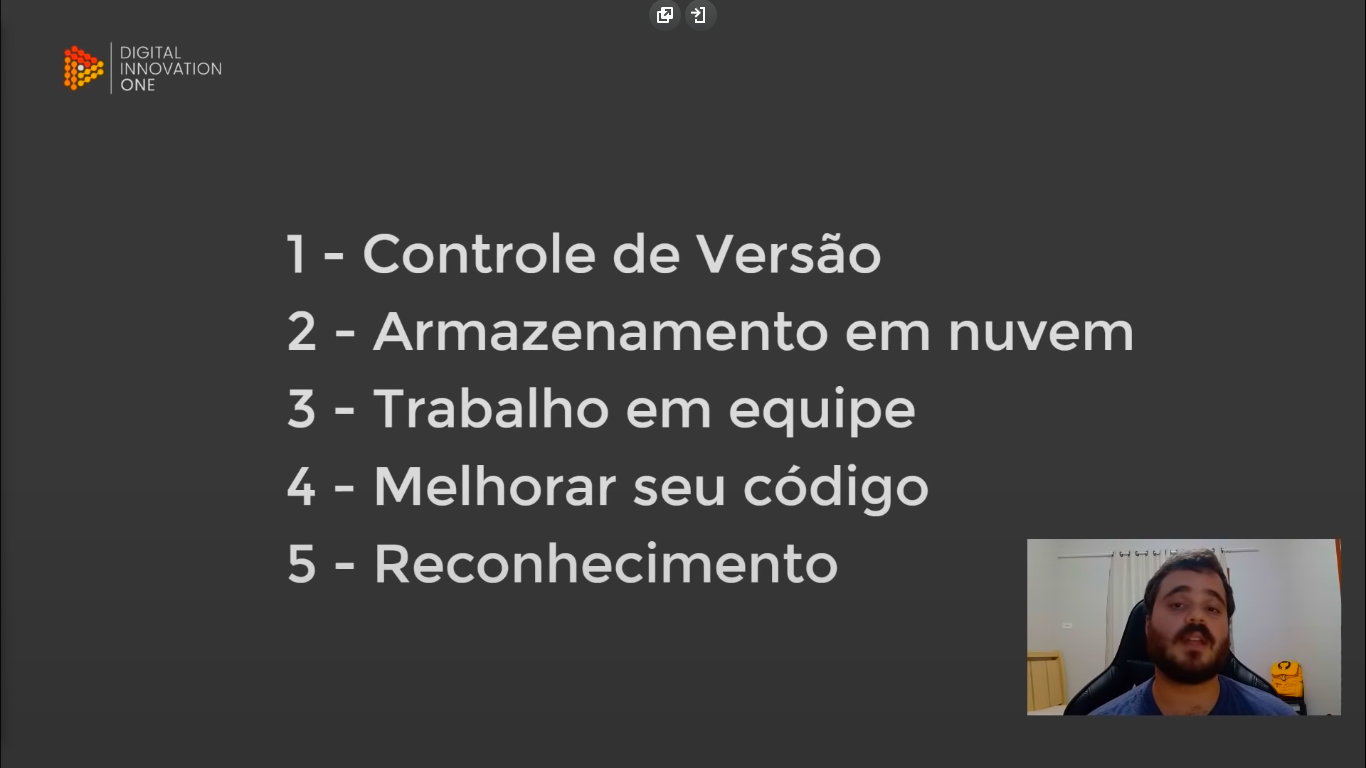 DIGITAL
INNOVATION
ONE
1 - Controle de Versão
2 - Armazenamento em nuvem
3 - Trabalho em equipe
4 - Melhorar seu código
5 - Reconhecimento